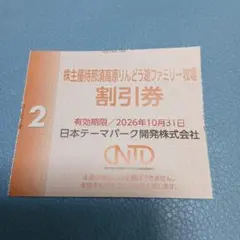 株主優待那須高原りんどう湖ファミリー牧場
割引券
2
有効期限/2026年10月31日
日本テーマパーク開発株式会社
NTD